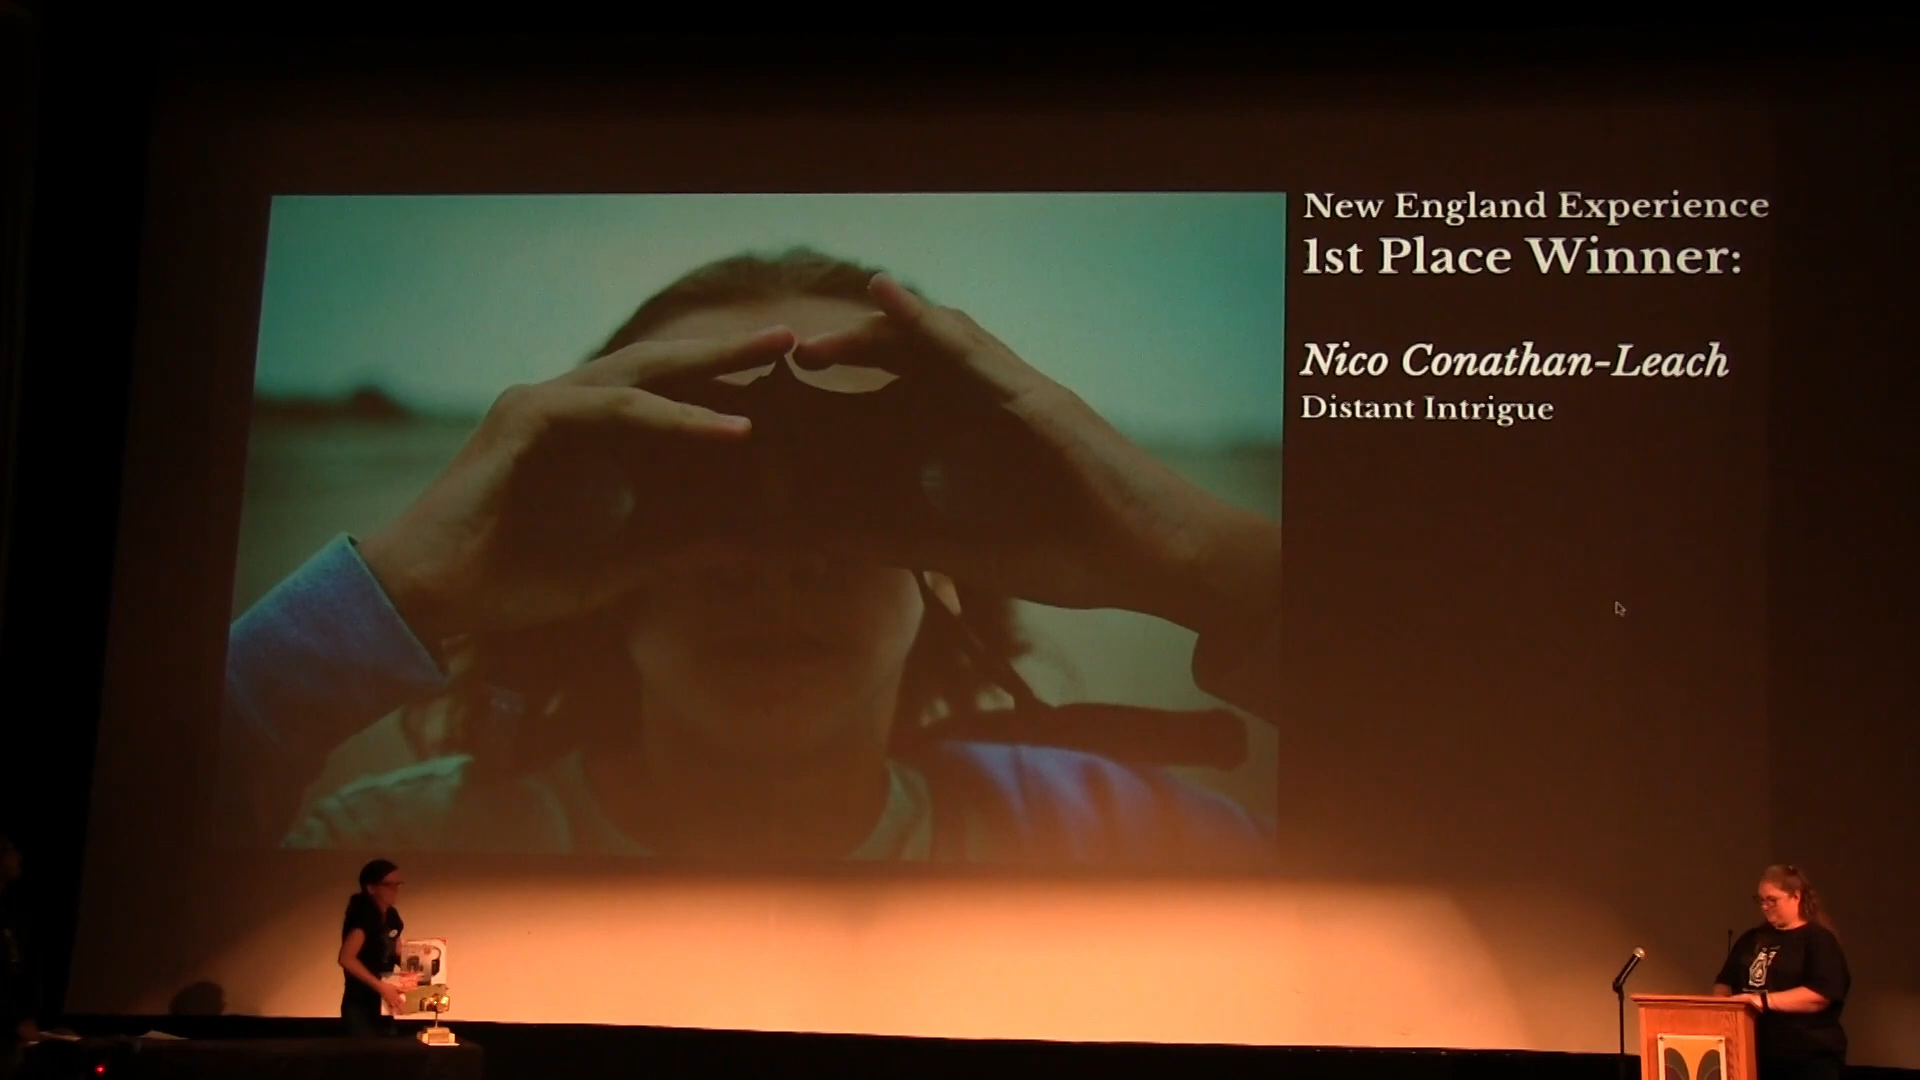 New England Experience
1st Place Winner:
Nico Conathan-Leach
Distant Intrigue